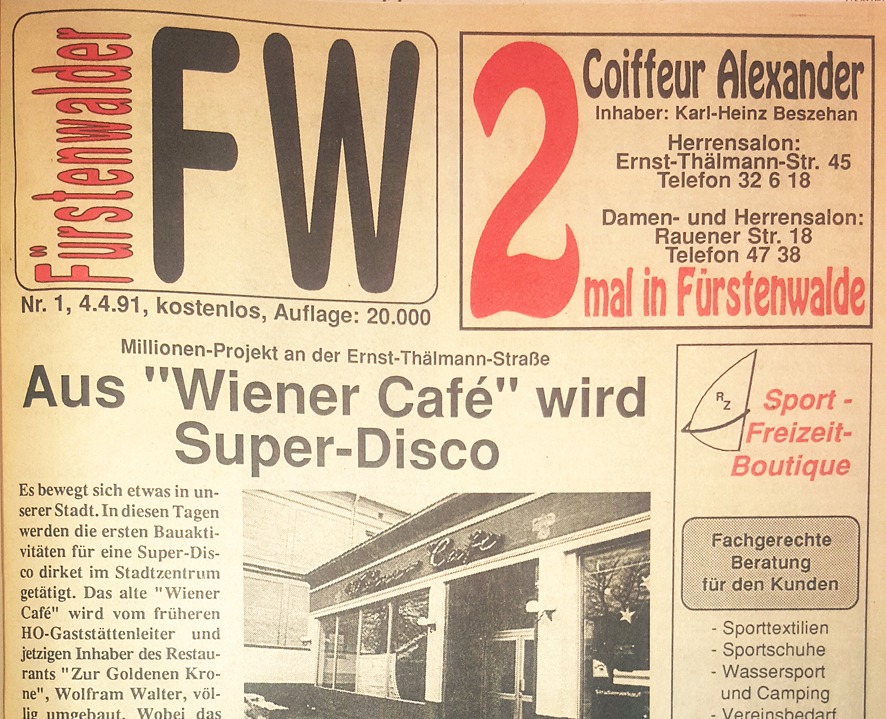 Fürstenwalder
FW
Nr. 1, 4.4.91, kostenlos, Auflage: 20.000
2
Coiffeur Alexander
Inhaber: Karl-Heinz Beszehan
Herrensalon:
Ernst-Thälmann-Str. 45
Telefon 32 6 18
Damen- und Herrensalon:
Rauener Str. 18
Telefon 47 38
mal in Fürstenwalde
Millionen-Projekt an der Ernst-Thälmann-Straße
Aus "Wiener Café" wird
Super-Disco
Es bewegt sich etwas in un-
serer Stadt. In diesen Tagen
werden die ersten Bauakti-
vitäten für eine Super-Dis-
co dirket im Stadtzentrum
getätigt. Das alte "Wiener
Café" wird vom früheren
HO-Gaststättenleiter und
jetzigen Inhaber des Restau-
rants "Zur Goldenen Kro-
ne", Wolfram Walter, völ-
lig umgebaut. Wobei das
Wiener Café
Straßenverkauf
RZ
Sport -
Freizeit-
Boutique
Fachgerechte
Beratung
für den Kunden
- Sporttextilien
- Sportschuhe
- Wassersport
und Camping
- Vereinsbedarf